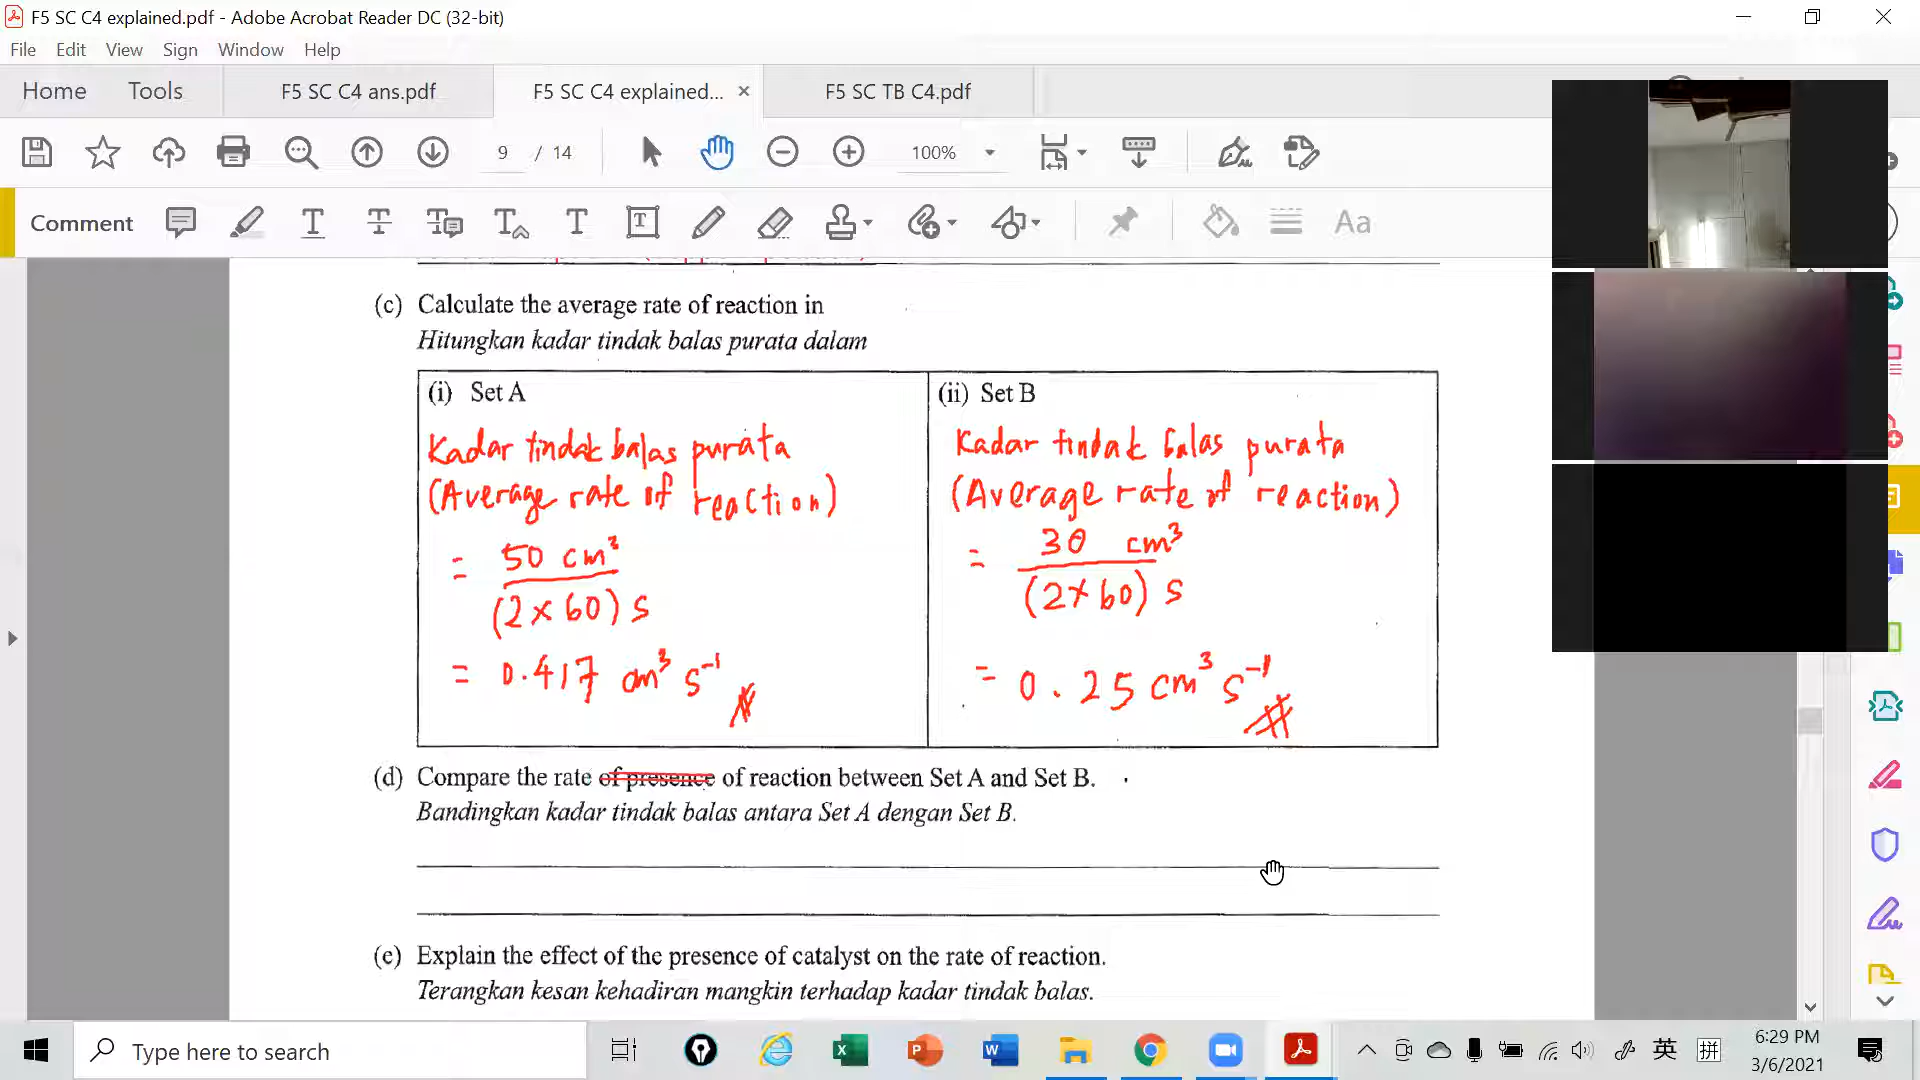 F5 SC C4 explained.pdf - Adobe Acrobat Reader DC (32-bit)
File Edit View Sign Window Help
Home Tools F5 SC C4 ans.pdf F5 SC C4 explained... × F5 SC TB C4.pdf
9 / 14 100%
Comment T T T T T T Aa
(c) Calculate the average rate of reaction in
Hitungkan kadar tindak balas purata dalam
(i) Set A
Kadar tindak balas purata
(Average rate of reaction)
= 50 cm³
(2 × 60) s
= 0.417 cm³ s⁻¹
(ii) Set B
Kadar tindak balas purata
(Average rate of reaction)
= 30 cm³
(2 × 60) s
= 0.25 cm³ s⁻¹
(d) Compare the rate of presence of reaction between Set A and Set B.
Bandingkan kadar tindak balas antara Set A dengan Set B.
(e) Explain the effect of the presence of catalyst on the rate of reaction.
Terangkan kesan kehadiran mangkin terhadap kadar tindak balas.
Type here to search
英 拼
6:29 PM
3/6/2021